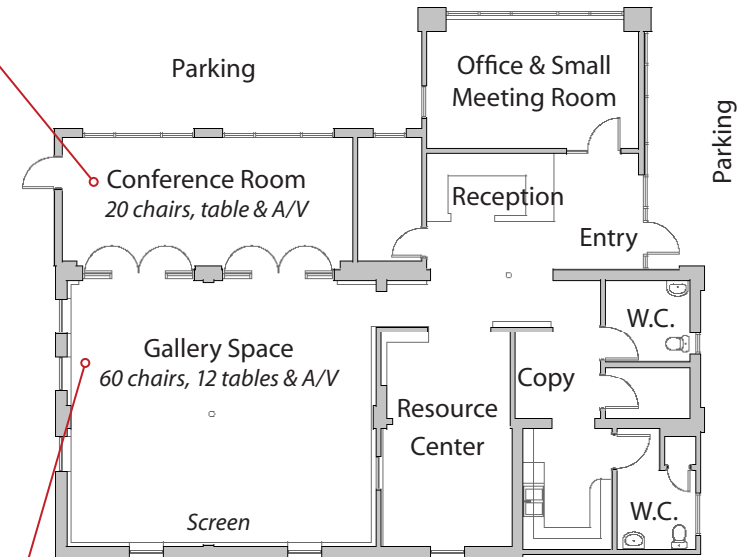 Parking
Office & Small
Meeting Room
Parking
Conference Room
20 chairs, table & A/V
Reception
Entry
W.C.
Gallery Space
60 chairs, 12 tables & A/V
Copy
Resource
Center
W.C.
Screen